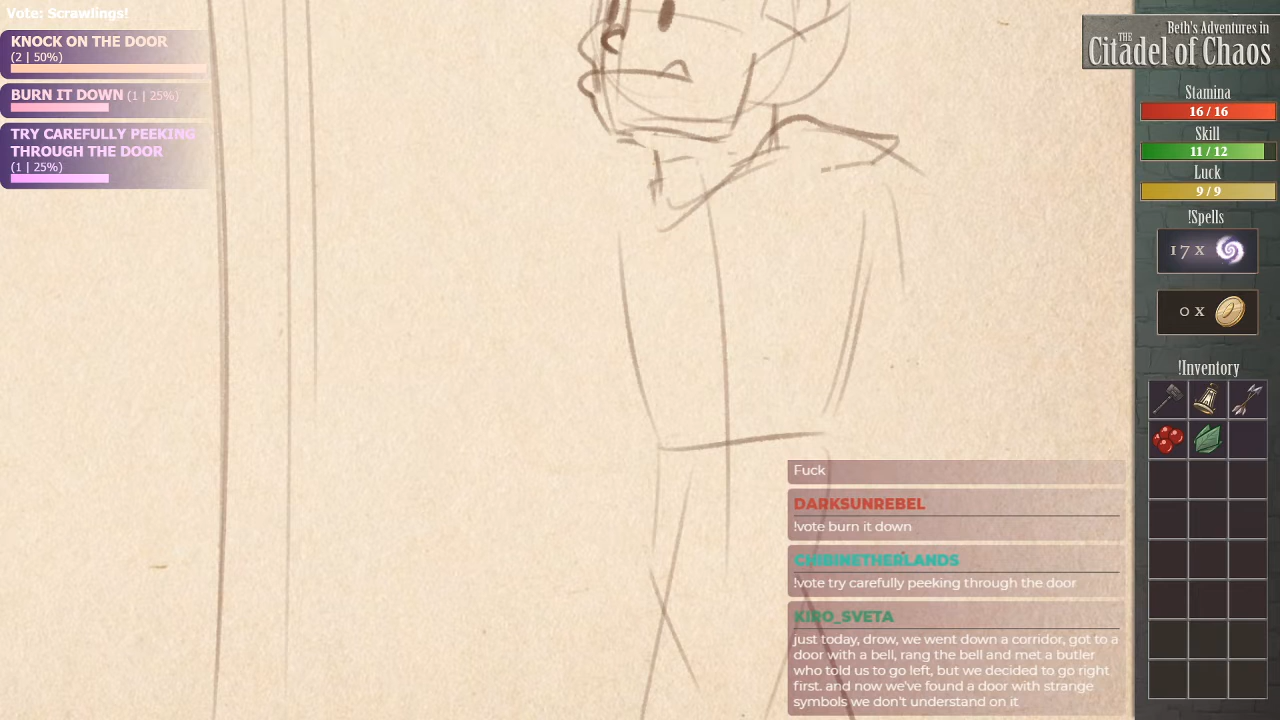 Vote: Scrawlings!
KNOCK ON THE DOOR
(2 | 50%)
BURN IT DOWN (1 | 25%)
TRY CAREFULLY PEEKING
THROUGH THE DOOR
(1 | 25%)
Beth's Adventures in
THE
Citadel of Chaos
Stamina
16 / 16
Skill
11 / 12
Luck
9 / 9
!Spells
17 x
0 x
!Inventory
Fuck
DARKSUNREBEL
!vote burn it down
CHIBINETHERLANDS
!vote try carefully peeking through the door
KIRO_SVETA
just today, drow, we went down a corridor, got to a
door with a bell, rang the bell and met a butler
who told us to go left, but we decided to go right
first. and now we've found a door with strange
symbols we don't understand on it